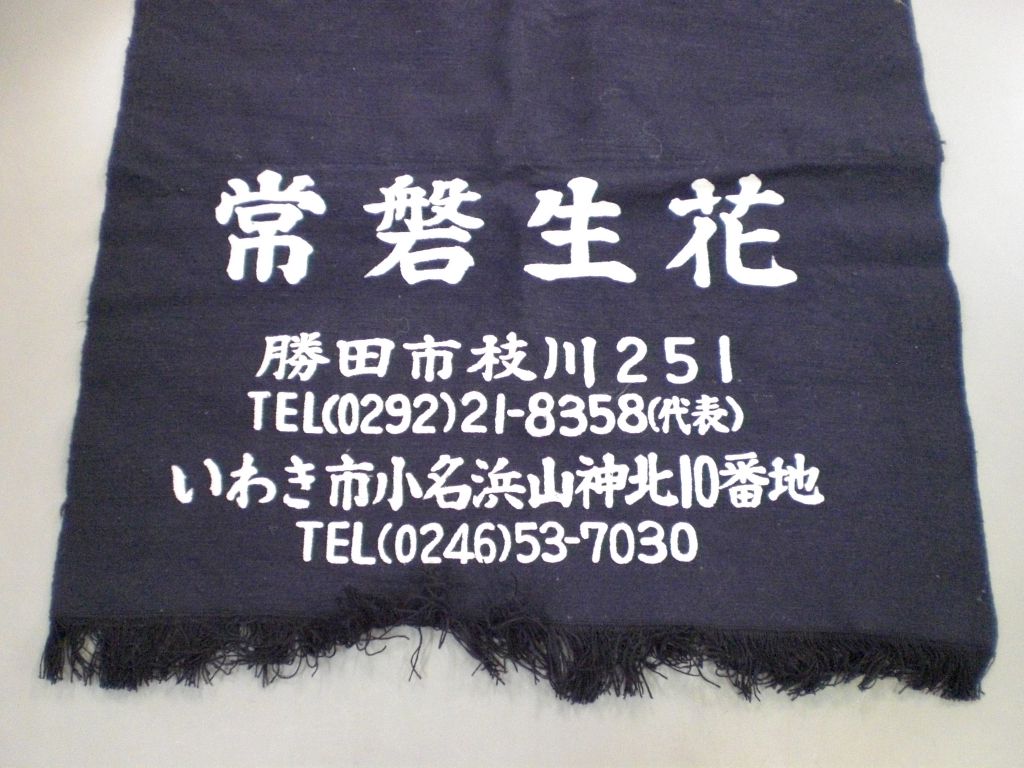 常磐生花
勝田市枝川251
TEL(0292)21-8358(代表)
いわき市小名浜山神北10番地
TEL(0246)53-7030